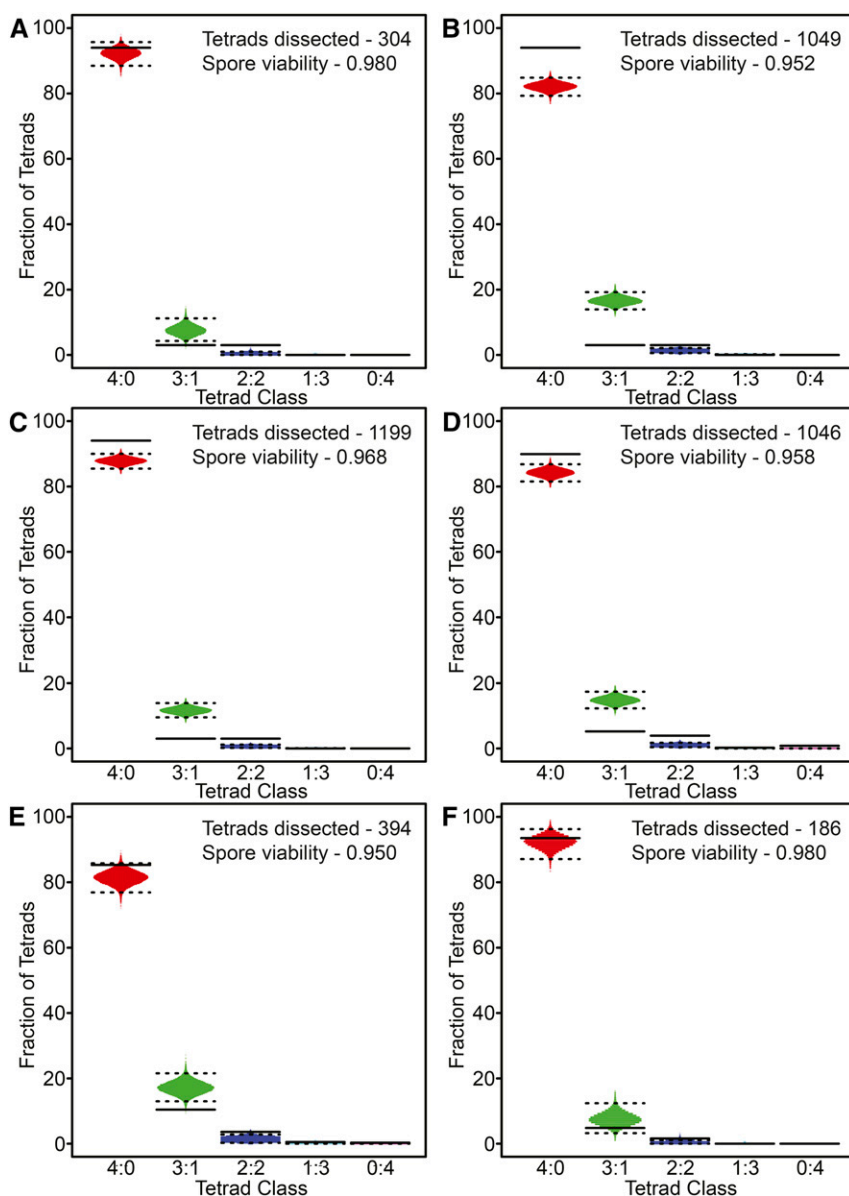 A
Tetrads dissected - 304
Spore viability - 0.980
Fraction of Tetrads
100
80
60
40
20
0
4:0 3:1 2:2 1:3 0:4
Tetrad Class
B
Tetrads dissected - 1049
Spore viability - 0.952
Fraction of Tetrads
100
80
60
40
20
0
4:0 3:1 2:2 1:3 0:4
Tetrad Class
C
Tetrads dissected - 1199
Spore viability - 0.968
Fraction of Tetrads
100
80
60
40
20
0
4:0 3:1 2:2 1:3 0:4
Tetrad Class
D
Tetrads dissected - 1046
Spore viability - 0.958
Fraction of Tetrads
100
80
60
40
20
0
4:0 3:1 2:2 1:3 0:4
Tetrad Class
E
Tetrads dissected - 394
Spore viability - 0.950
Fraction of Tetrads
100
80
60
40
20
0
4:0 3:1 2:2 1:3 0:4
Tetrad Class
F
Tetrads dissected - 186
Spore viability - 0.980
Fraction of Tetrads
100
80
60
40
20
0
4:0 3:1 2:2 1:3 0:4
Tetrad Class